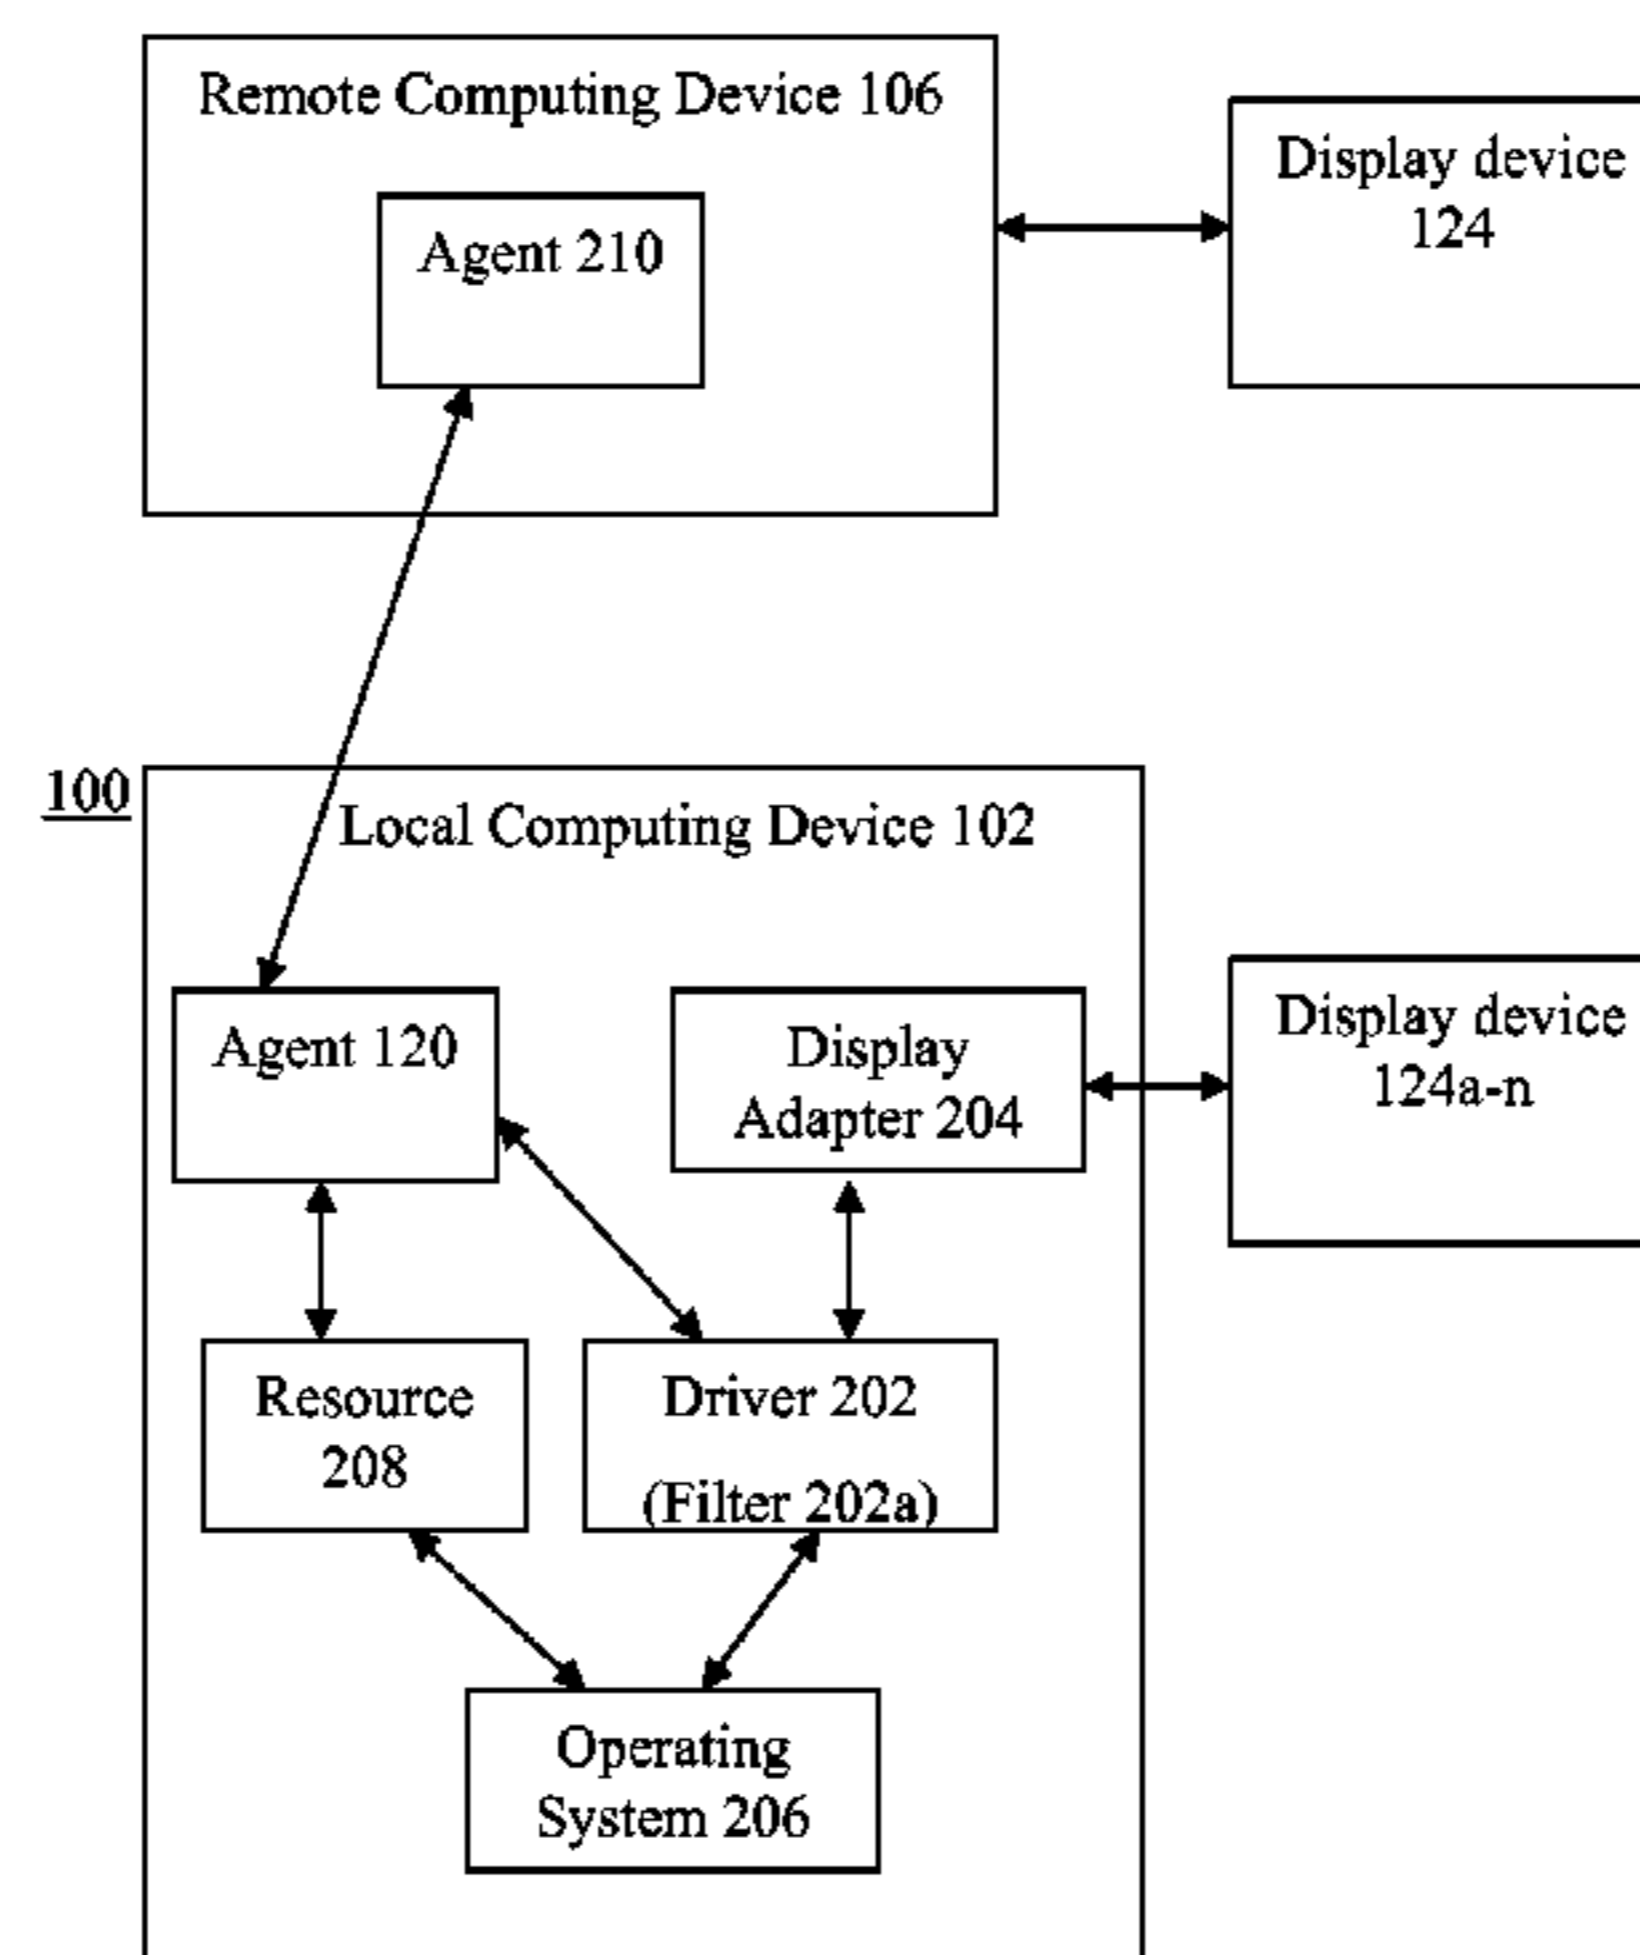 Remote Computing Device 106
Display device
124
Agent 210
100
Local Computing Device 102
Agent 120
Display
Adapter 204
Display device
124a-n
Resource
208
Driver 202
(Filter 202a)
Operating
System 206